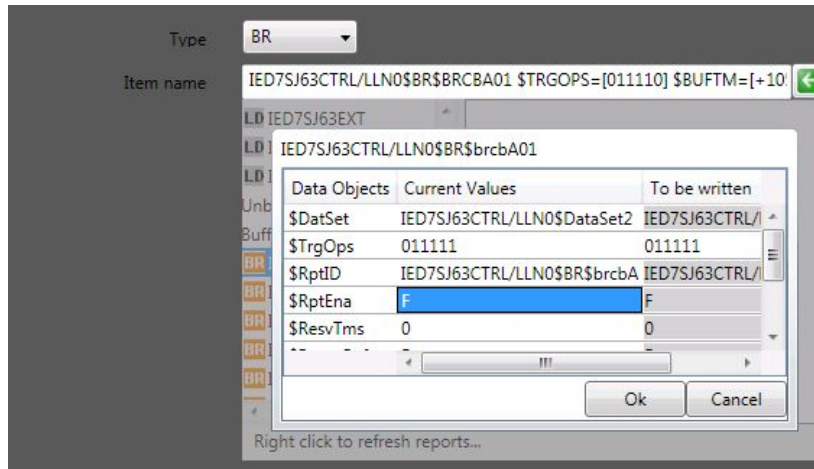 Type BR
Item name IED7SJ63CTRL/LLN0$BR$BRCBA01 $TRGOPS=[011110] $BUFTM=[+10
LD IED7SJ63EXT
LD I
IED7SJ63CTRL/LLN0$BR$brcbA01
LD I
Data Objects Current Values To be written
Unb
$DatSet IED7SJ63CTRL/LLN0$DataSet2 IED7SJ63CTRL/
Buff
$TrgOps 011111 011111
BR
$RptID IED7SJ63CTRL/LLN0$BR$brcbA IED7SJ63CTRL/
BR I
$RptEna F F
BR I
$ResvTms 0 0
BR I
BR I
Ok Cancel
Right click to refresh reports...